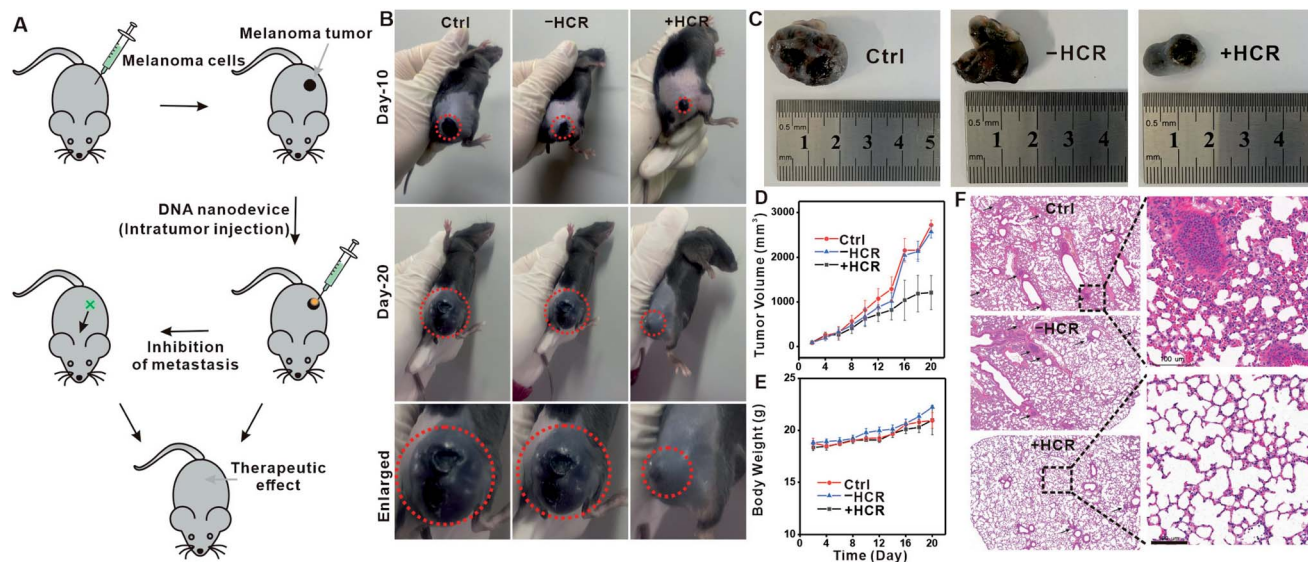 A
Melanoma cells
Melanoma tumor
DNA nanodevice
(Intratumor injection)
Inhibition
of metastasis
Therapeutic
effect
B
Ctrl
−HCR
+HCR
Day-10
Day-20
Enlarged
C
Ctrl
0.5 mm
1 2 3 4 5
mm
−HCR
0.5 mm
1 2 3 4
mm
+HCR
0.5 mm
1 2 3 4
mm
D
Tumor Volume (mm³)
3000
2000
1000
0
Ctrl
−HCR
+HCR
0 4 8 12 16 20
E
Body Weight (g)
25
20
15
10
Ctrl
−HCR
+HCR
0 4 8 12 16 20
Time (Day)
F
Ctrl
−HCR
+HCR
100 um